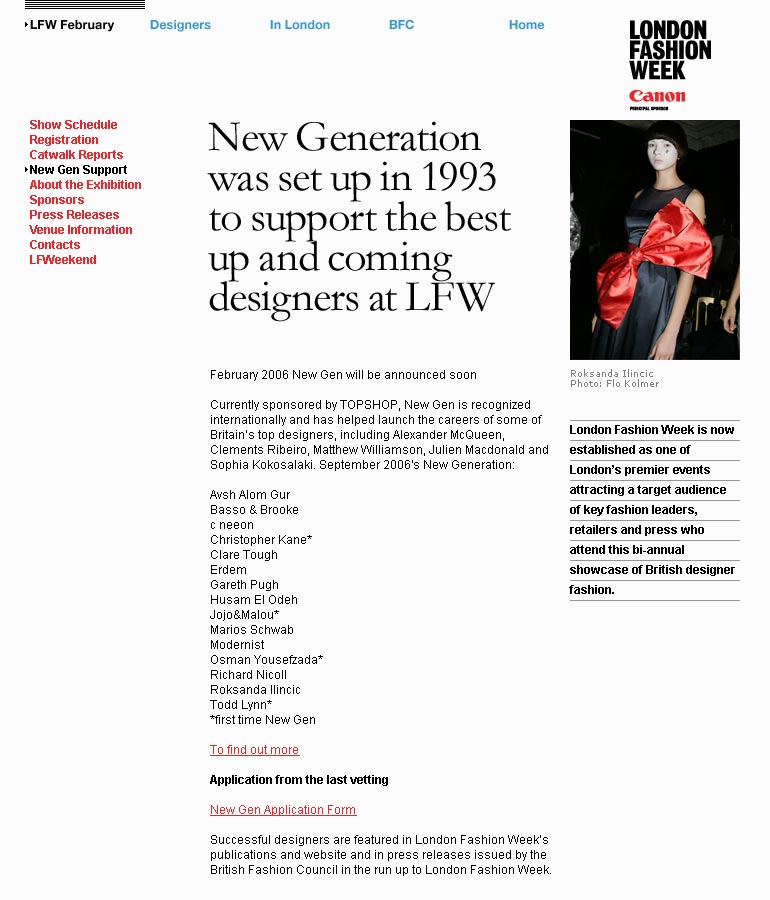 LFW February
Designers
In London
BFC
Home
LONDON
FASHION
WEEK
Canon
PRINCIPAL SPONSOR
Show Schedule
Registration
Catwalk Reports
New Gen Support
About the Exhibition
Sponsors
Press Releases
Venue Information
Contacts
LFWeekend
New Generation
was set up in 1993
to support the best
up and coming
designers at LFW
February 2006 New Gen will be announced soon
Currently sponsored by TOPSHOP, New Gen is recognized
internationally and has helped launch the careers of some of
Britain's top designers, including Alexander McQueen,
Clements Ribeiro, Matthew Williamson, Julien Macdonald and
Sophia Kokosalaki. September 2006's New Generation:
Avsh Alom Gur
Basso & Brooke
c neeon
Christopher Kane*
Clare Tough
Erdem
Gareth Pugh
Husam El Odeh
Jojo&Malou*
Marios Schwab
Modernist
Osman Yousefzada*
Richard Nicoll
Roksanda Ilincic
Todd Lynn*
*first time New Gen
To find out more
Application from the last vetting
New Gen Application Form
Successful designers are featured in London Fashion Week's
publications and website and in press releases issued by the
British Fashion Council in the run up to London Fashion Week.
Roksanda Ilincic
Photo: Flo Kolmer
London Fashion Week is now
established as one of
London's premier events
attracting a target audience
of key fashion leaders,
retailers and press who
attend this bi-annual
showcase of British designer
fashion.